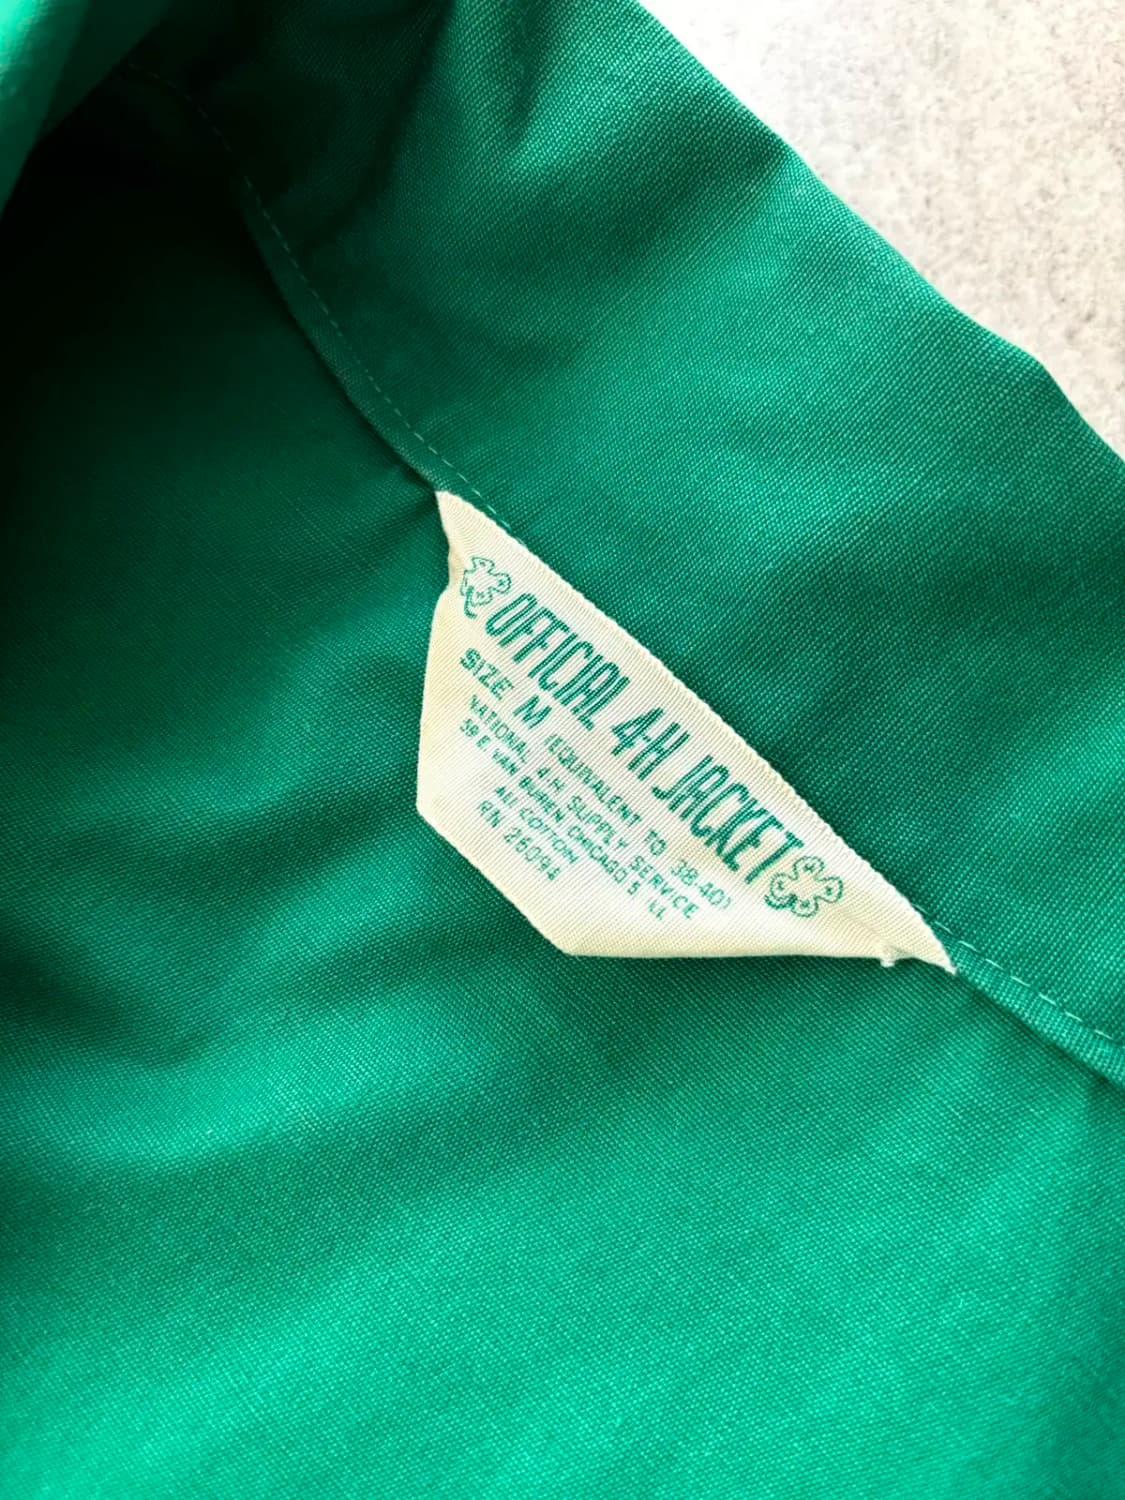 OFFICIAL 4-H JACKET
SIZE M (EQUIVALENT TO 38-40)
NATIONAL 4-H SUPPLY SERVICE
59 E. VAN BUREN CHICAGO 5, ILL
ALL COTTON
RN 26094